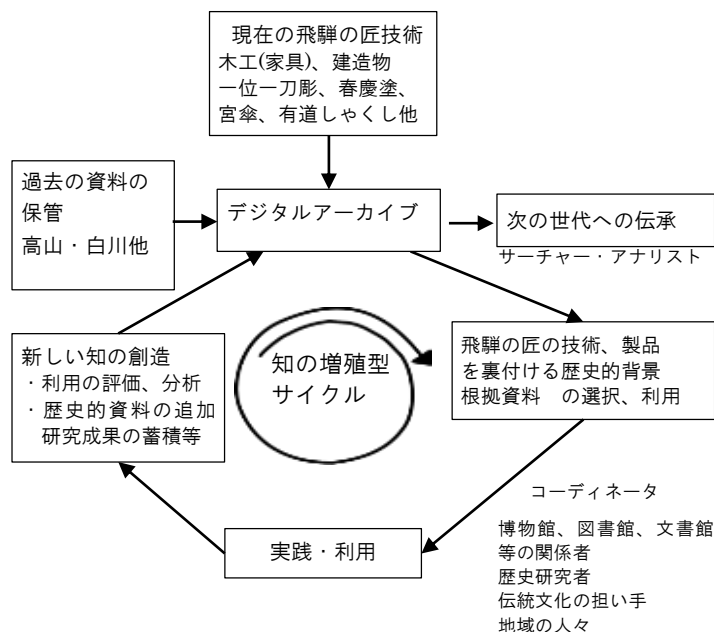 現在の飛騨の匠技術
木工(家具)、建造物
一位一刀彫、春慶塗、
宮傘、有道しゃくし他
過去の資料の
保管
高山・白川他
デジタルアーカイブ
次の世代への伝承
サーチャー・アナリスト
新しい知の創造
・利用の評価、分析
・歴史的資料の追加
研究成果の蓄積等
知の増殖型
サイクル
飛騨の匠の技術、製品
を裏付ける歴史的背景
根拠資料　の選択、利用
実践・利用
コーディネータ
博物館、図書館、文書館
等の関係者
歴史研究者
伝統文化の担い手
地域の人々